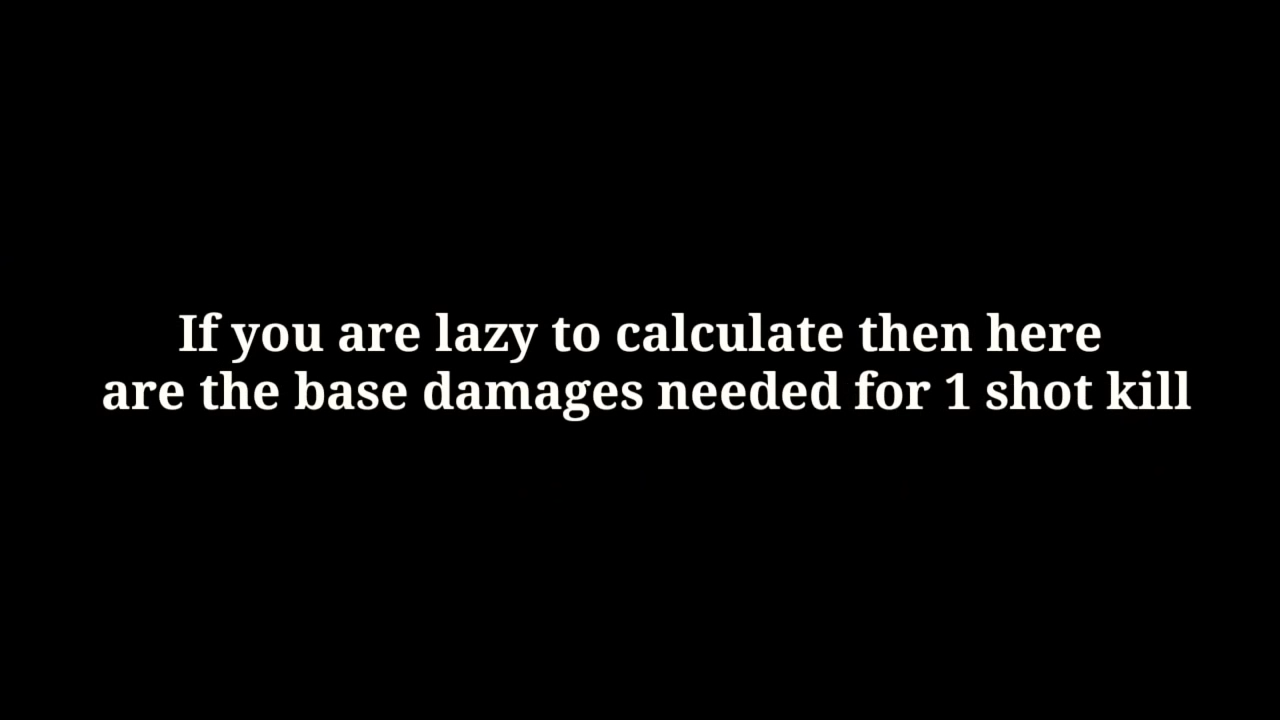 If you are lazy to calculate then here
are the base damages needed for 1 shot kill